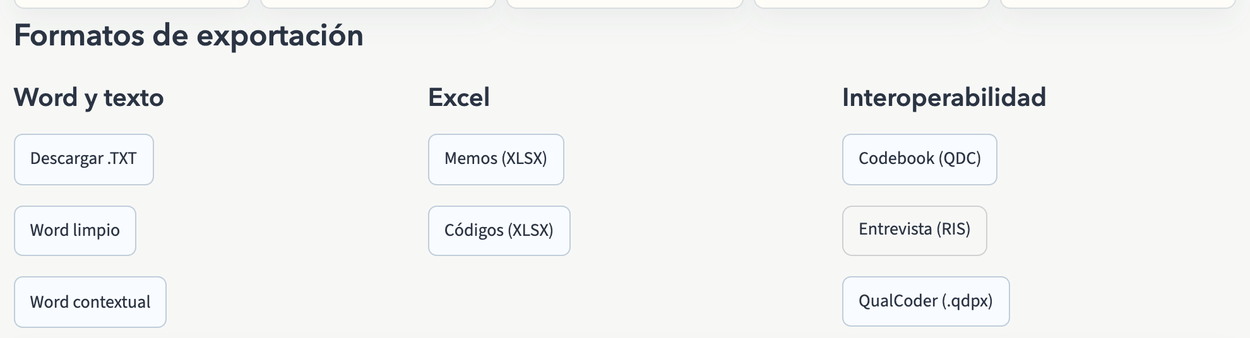 Formatos de exportación
Word y texto
Descargar .TXT
Word limpio
Word contextual
Excel
Memos (XLSX)
Códigos (XLSX)
Interoperabilidad
Codebook (QDC)
Entrevista (RIS)
QualCoder (.qdpx)